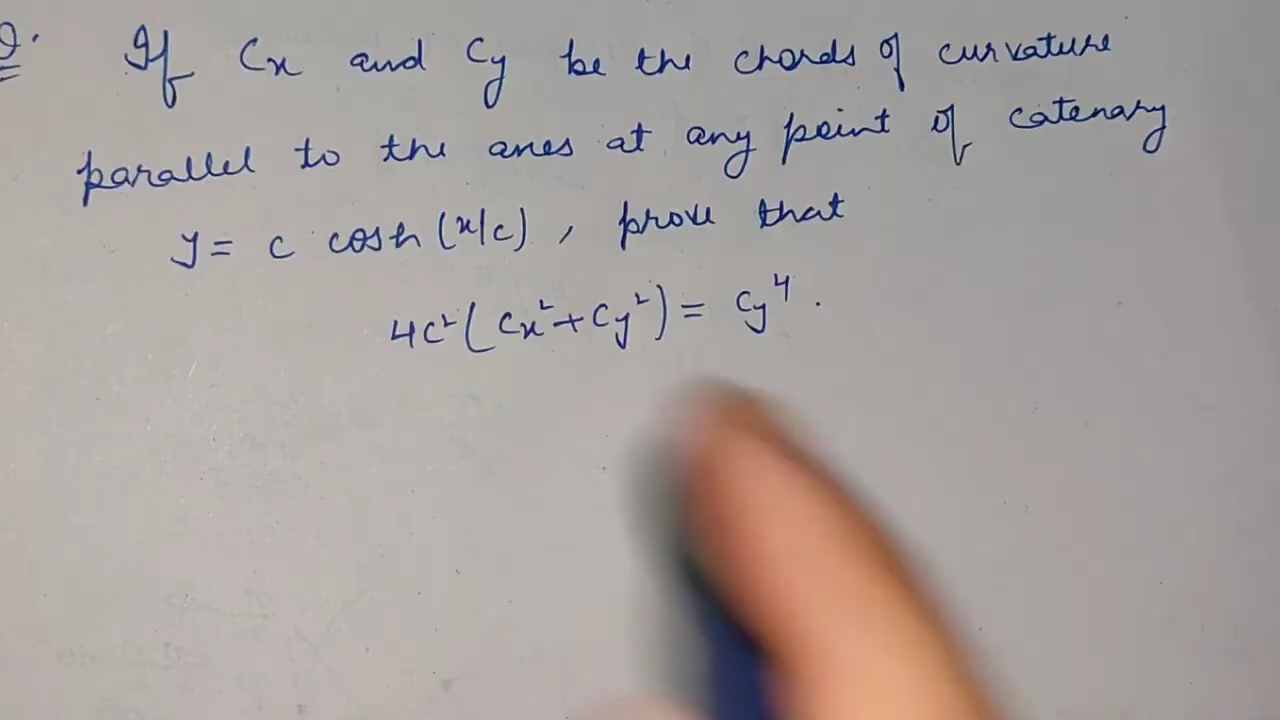 Q. If Cx and Cy be the chords of curvature
parallel to the axes at any point of catenary
y = c cosh (x/c) , prove that
4c²(Cx²+Cy²) = Cy⁴ .